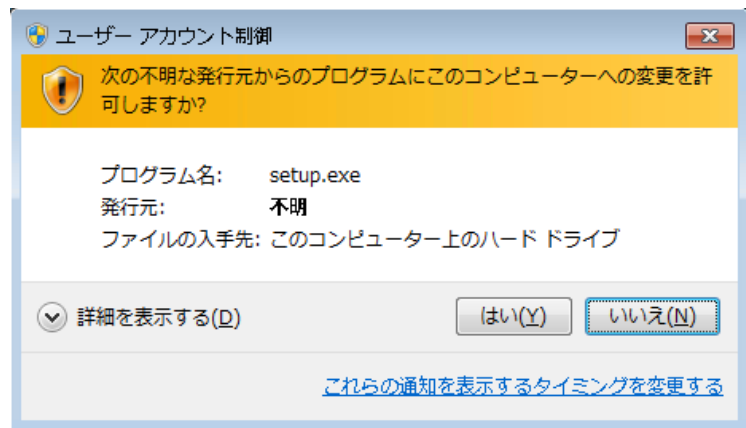 ユーザー アカウント制御
次の不明な発行元からのプログラムにこのコンピューターへの変更を許
可しますか?
プログラム名: setup.exe
発行元: 不明
ファイルの入手先: このコンピューター上のハード ドライブ
詳細を表示する(D) はい(Y) いいえ(N)
これらの通知を表示するタイミングを変更する